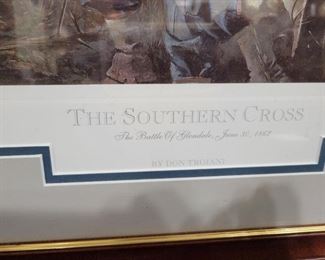 THE SOUTHERN CROSS
The Battle Of Glendale, June 30, 1862
BY DON TROIANI